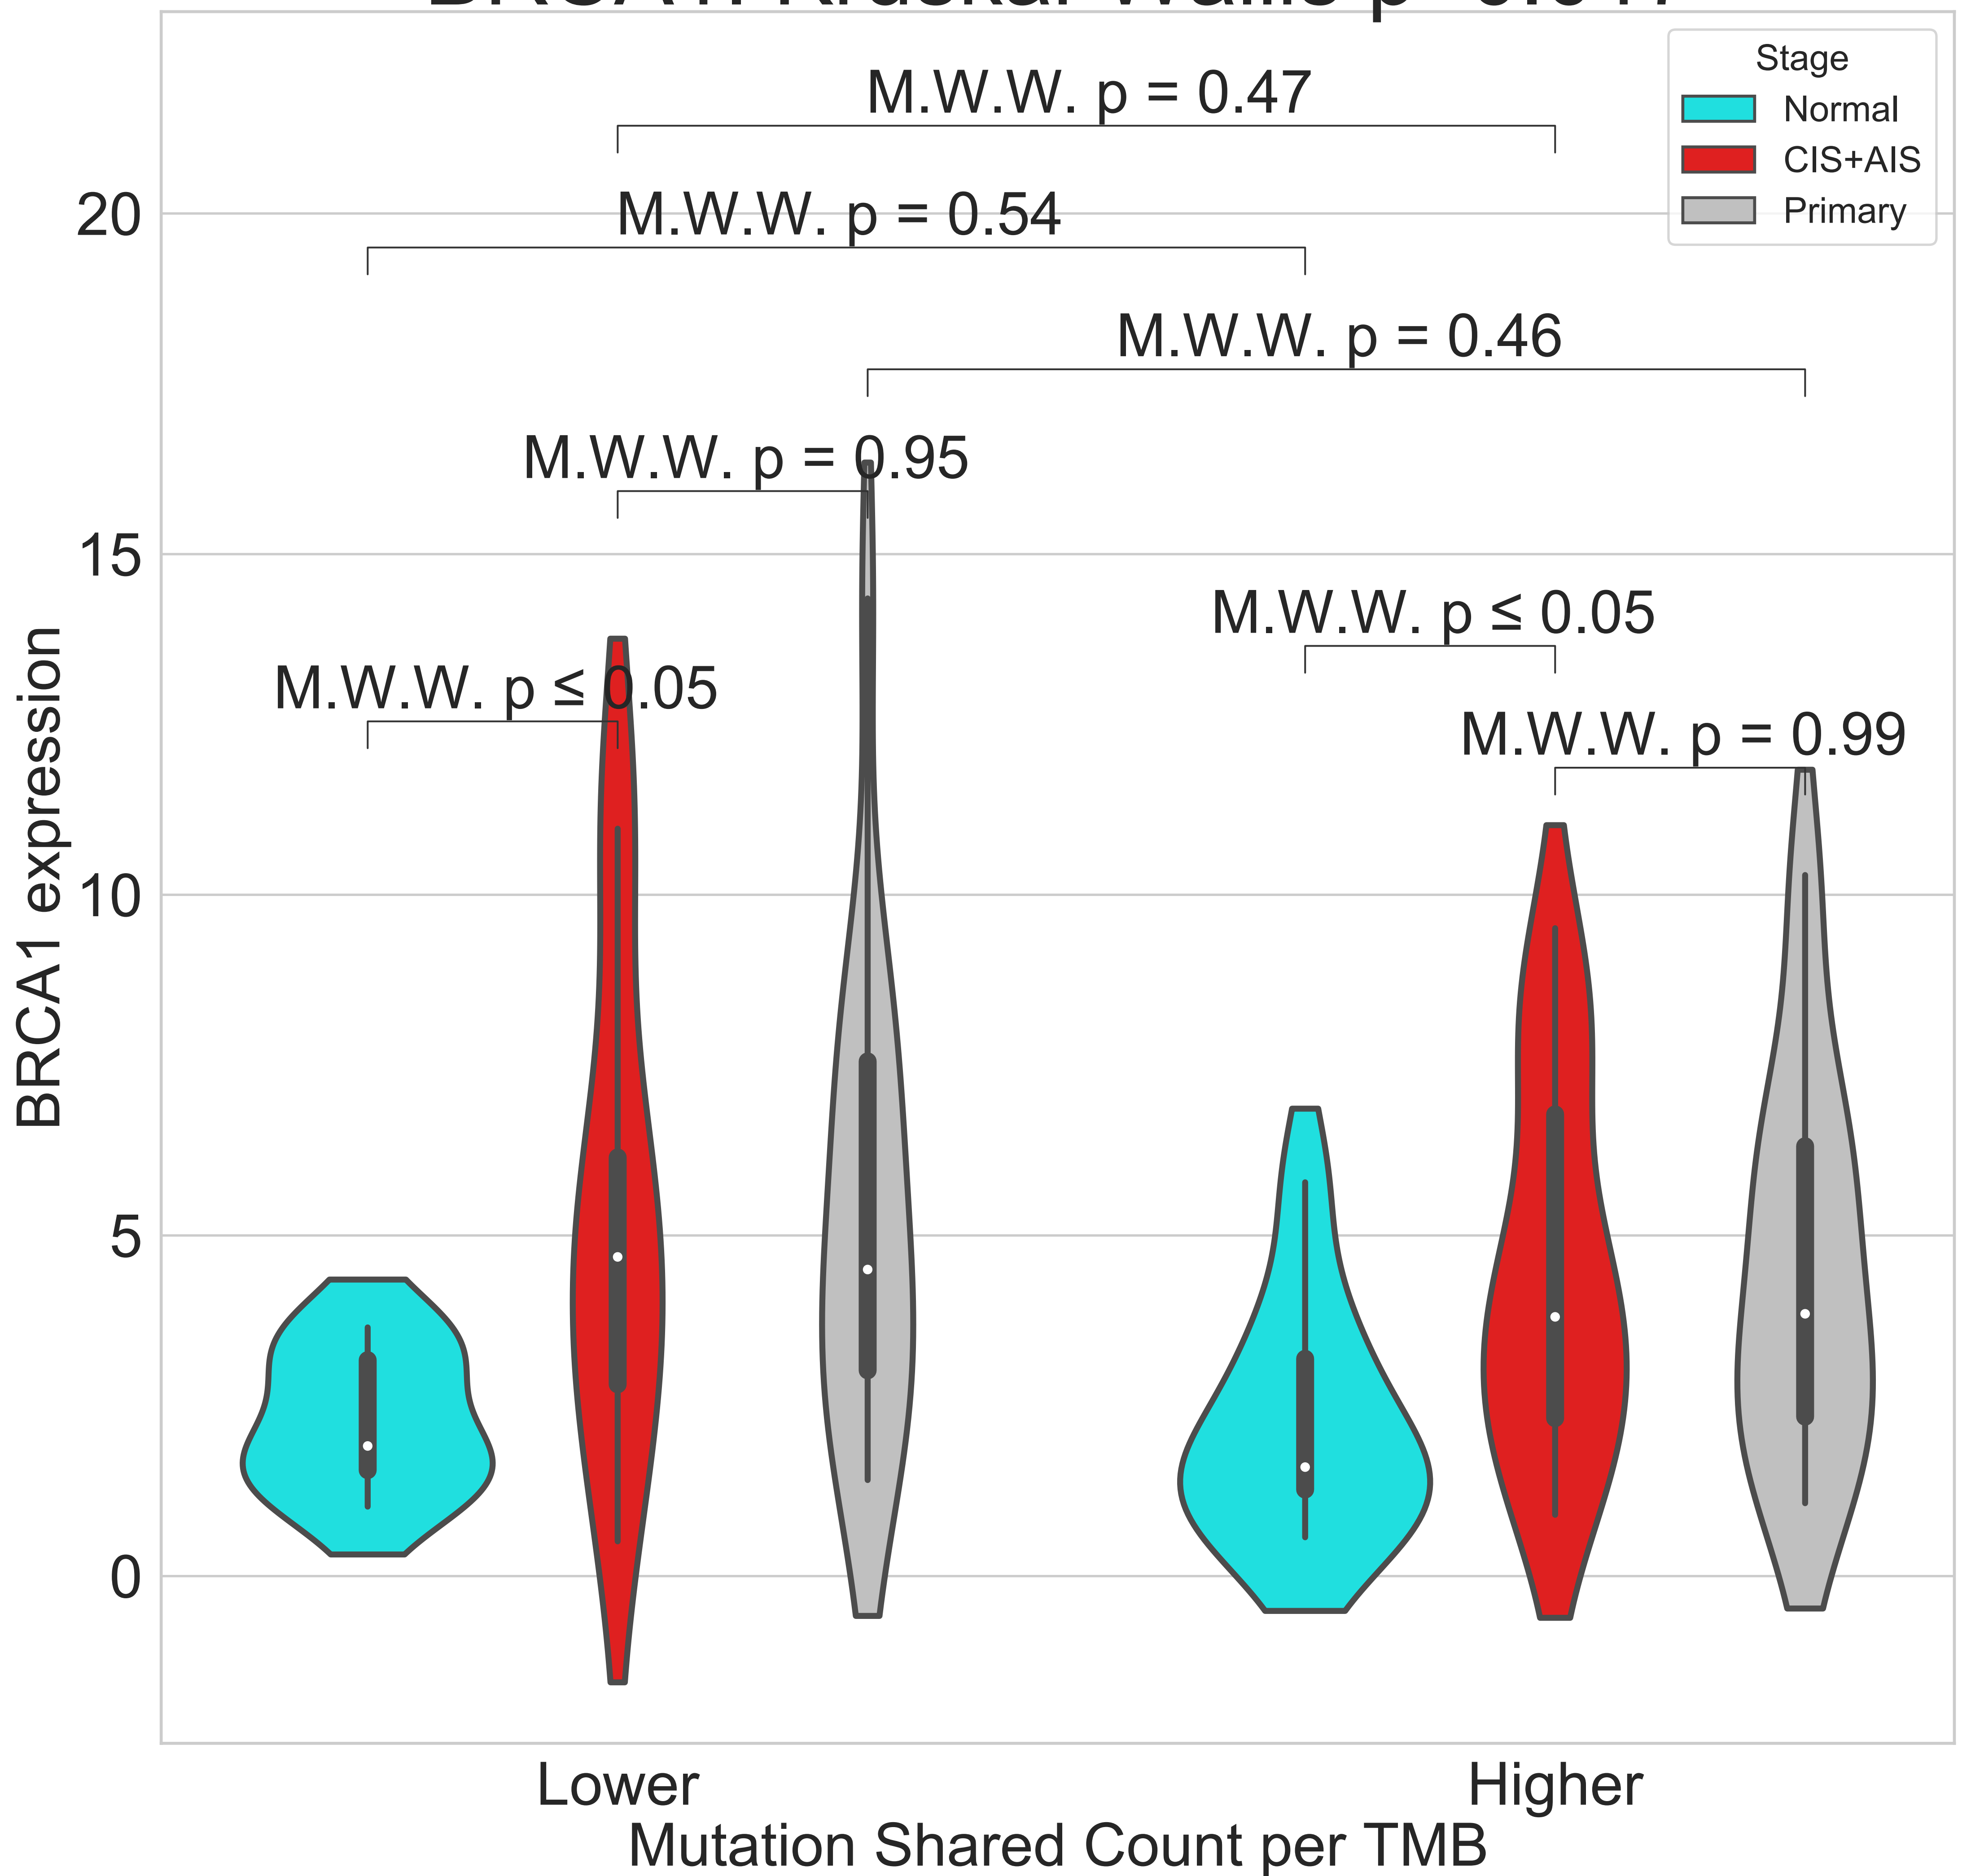 Stage
Normal
CIS+AIS
Primary
M.W.W. p = 0.47
M.W.W. p = 0.54
M.W.W. p = 0.46
M.W.W. p = 0.95
M.W.W. p ≤ 0.05
M.W.W. p ≤ 0.05
M.W.W. p = 0.99
20
15
10
5
0
BRCA1 expression
Lower
Higher
Mutation Shared Count per TMB